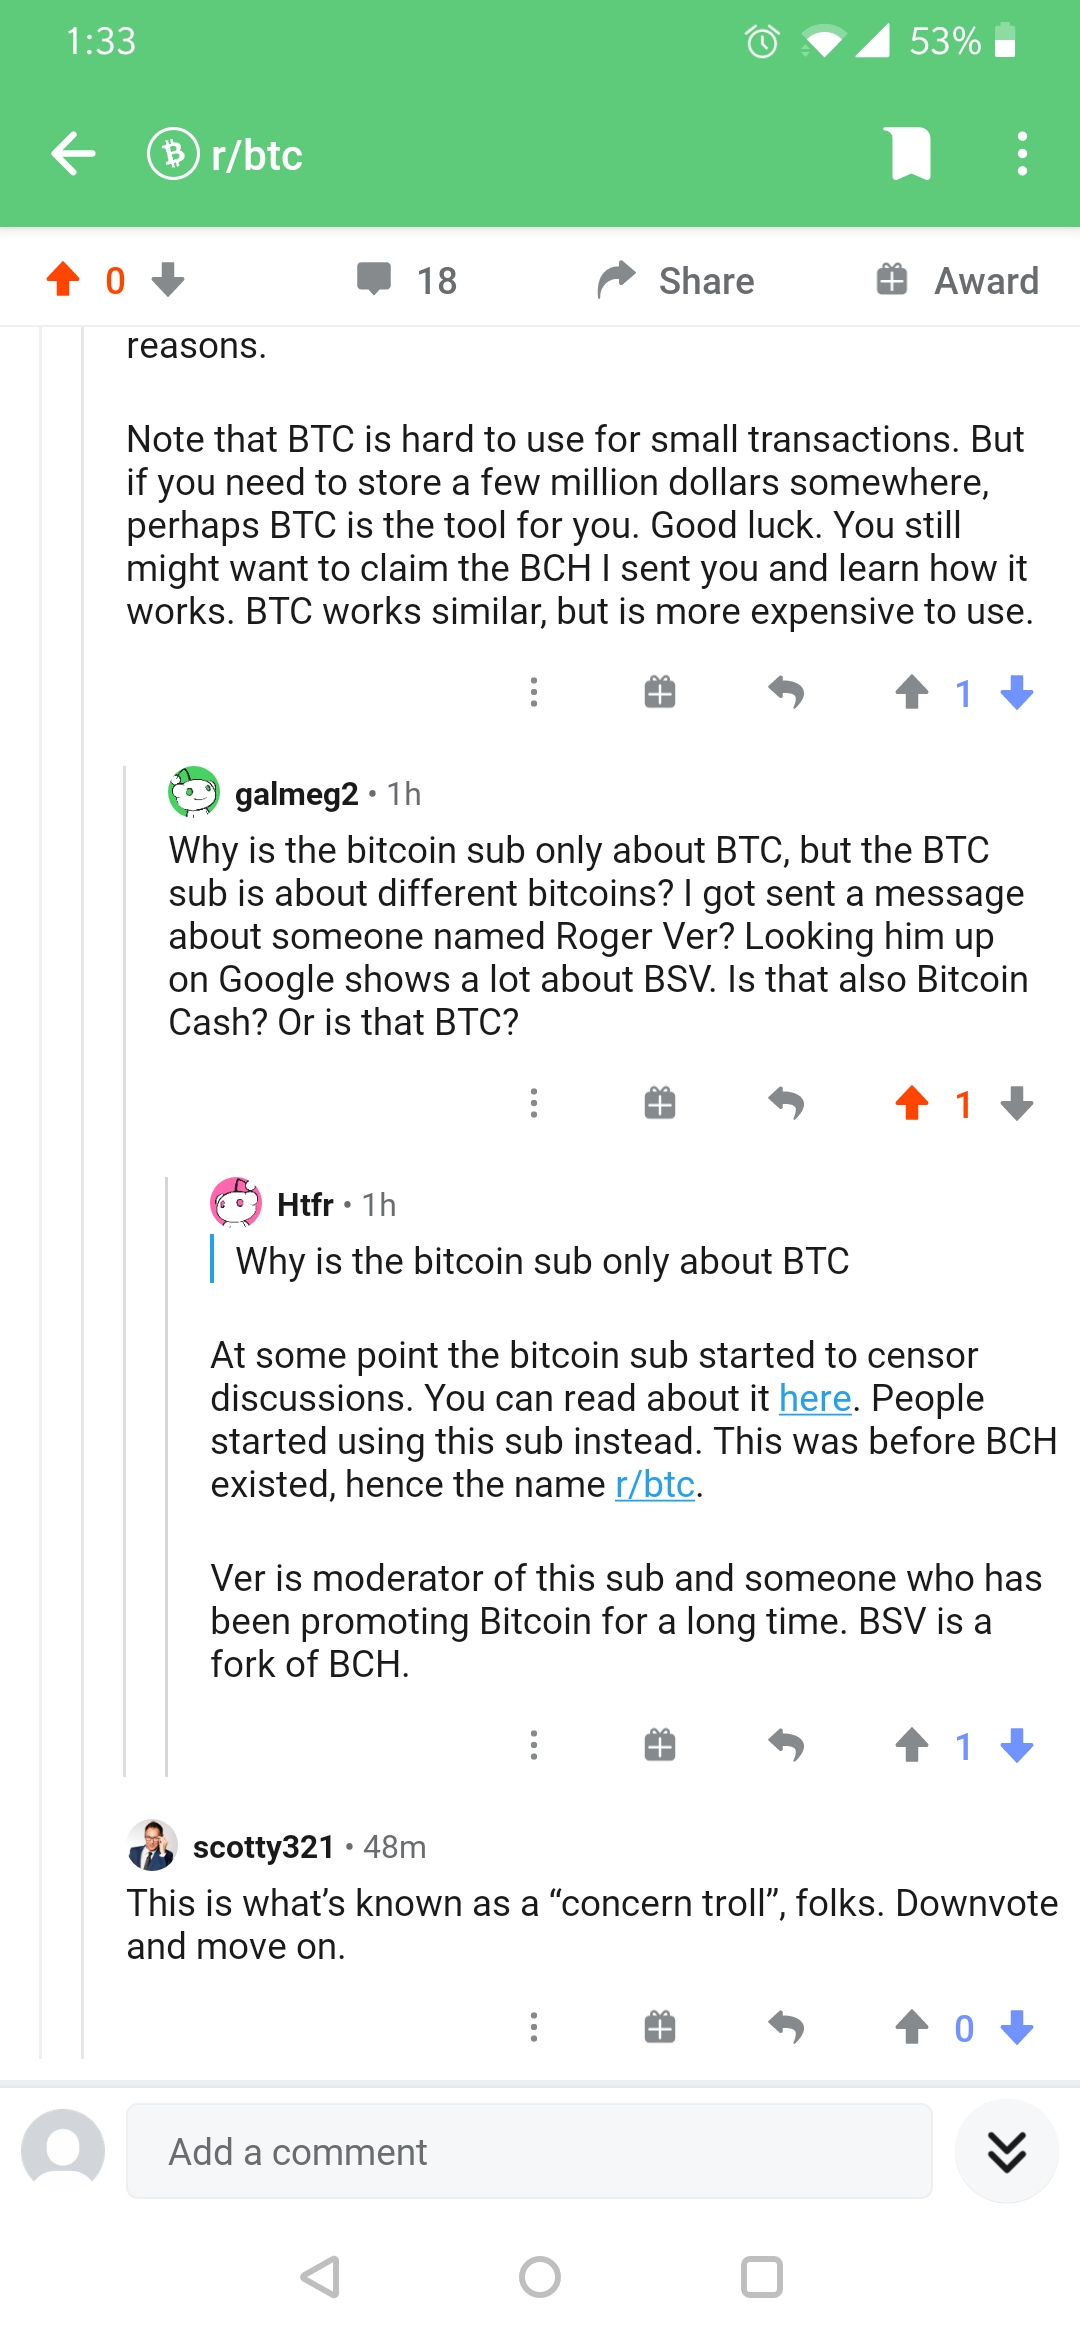 1:33
53%
r/btc
0
18
Share
Award
reasons.
Note that BTC is hard to use for small transactions. But
if you need to store a few million dollars somewhere,
perhaps BTC is the tool for you. Good luck. You still
might want to claim the BCH I sent you and learn how it
works. BTC works similar, but is more expensive to use.
1
galmeg2 • 1h
Why is the bitcoin sub only about BTC, but the BTC
sub is about different bitcoins? I got sent a message
about someone named Roger Ver? Looking him up
on Google shows a lot about BSV. Is that also Bitcoin
Cash? Or is that BTC?
1
Htfr • 1h
Why is the bitcoin sub only about BTC
At some point the bitcoin sub started to censor
discussions. You can read about it here. People
started using this sub instead. This was before BCH
existed, hence the name r/btc.
Ver is moderator of this sub and someone who has
been promoting Bitcoin for a long time. BSV is a
fork of BCH.
1
scotty321 • 48m
This is what’s known as a “concern troll”, folks. Downvote
and move on.
0
Add a comment